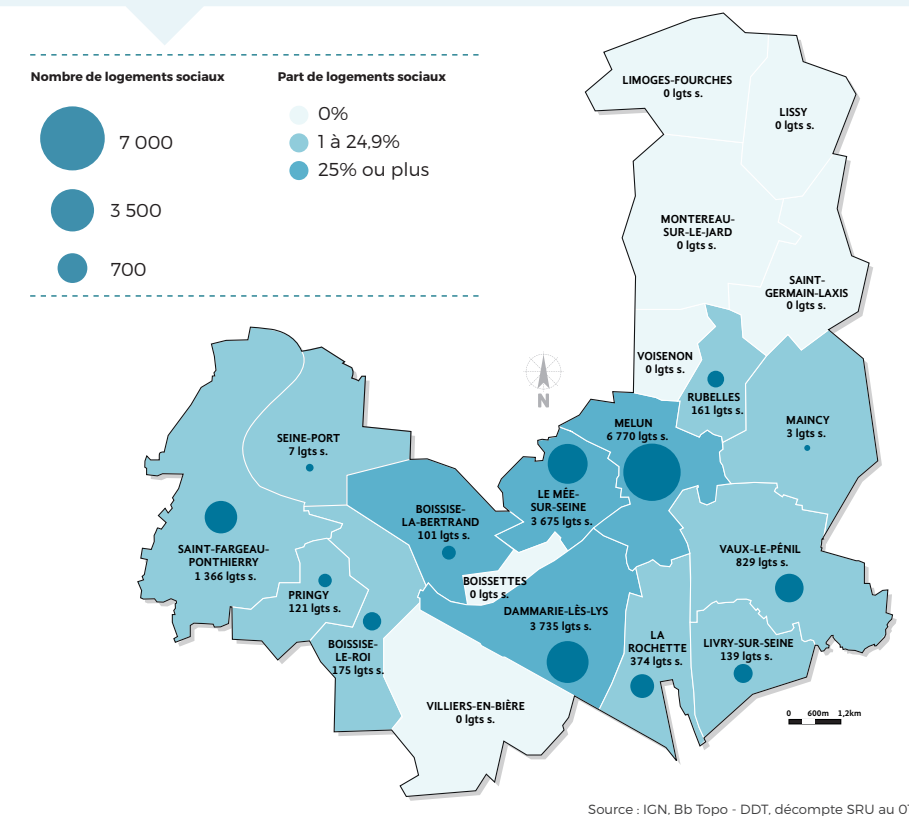 Nombre de logements sociaux
7 000
3 500
700
Part de logements sociaux
0%
1 à 24,9%
25% ou plus
LIMOGES-FOURCHES
0 lgts s.
LISSY
0 lgts s.
MONTEREAU-
SUR-LE-JARD
0 lgts s.
SAINT-
GERMAIN-LAXIS
0 lgts s.
VOISENON
0 lgts s.
RUBELLES
161 lgts s.
MAINCY
3 lgts s.
N
MELUN
6 770 lgts s.
SEINE-PORT
7 lgts s.
LE MÉE-
SUR-SEINE
3 675 lgts s.
BOISSISE-
LA-BERTRAND
101 lgts s.
SAINT-FARGEAU-
PONTHIERRY
1 366 lgts s.
VAUX-LE-PÉNIL
829 lgts s.
BOISSETTES
0 lgts s.
PRINGY
121 lgts s.
DAMMARIE-LÈS-LYS
3 735 lgts s.
BOISSISE-
LE-ROI
175 lgts s.
LA
ROCHETTE
374 lgts s.
LIVRY-SUR-SEINE
139 lgts s.
VILLIERS-EN-BIÈRE
0 lgts s.
0 600m 1,2km
Source : IGN, Bb Topo - DDT, décompte SRU au